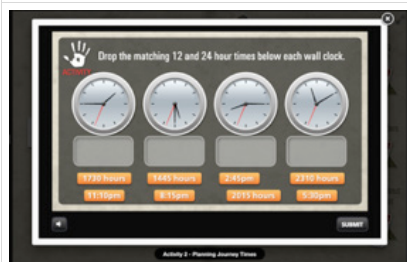 Drop the matching 12 and 24 hour times below each wall clock.
ACTIVITY
1730 hours
1445 hours
2:45pm
2310 hours
11:10pm
8:15pm
2015 hours
5:30pm
SUBMIT
Activity 2 - Planning Journey Times